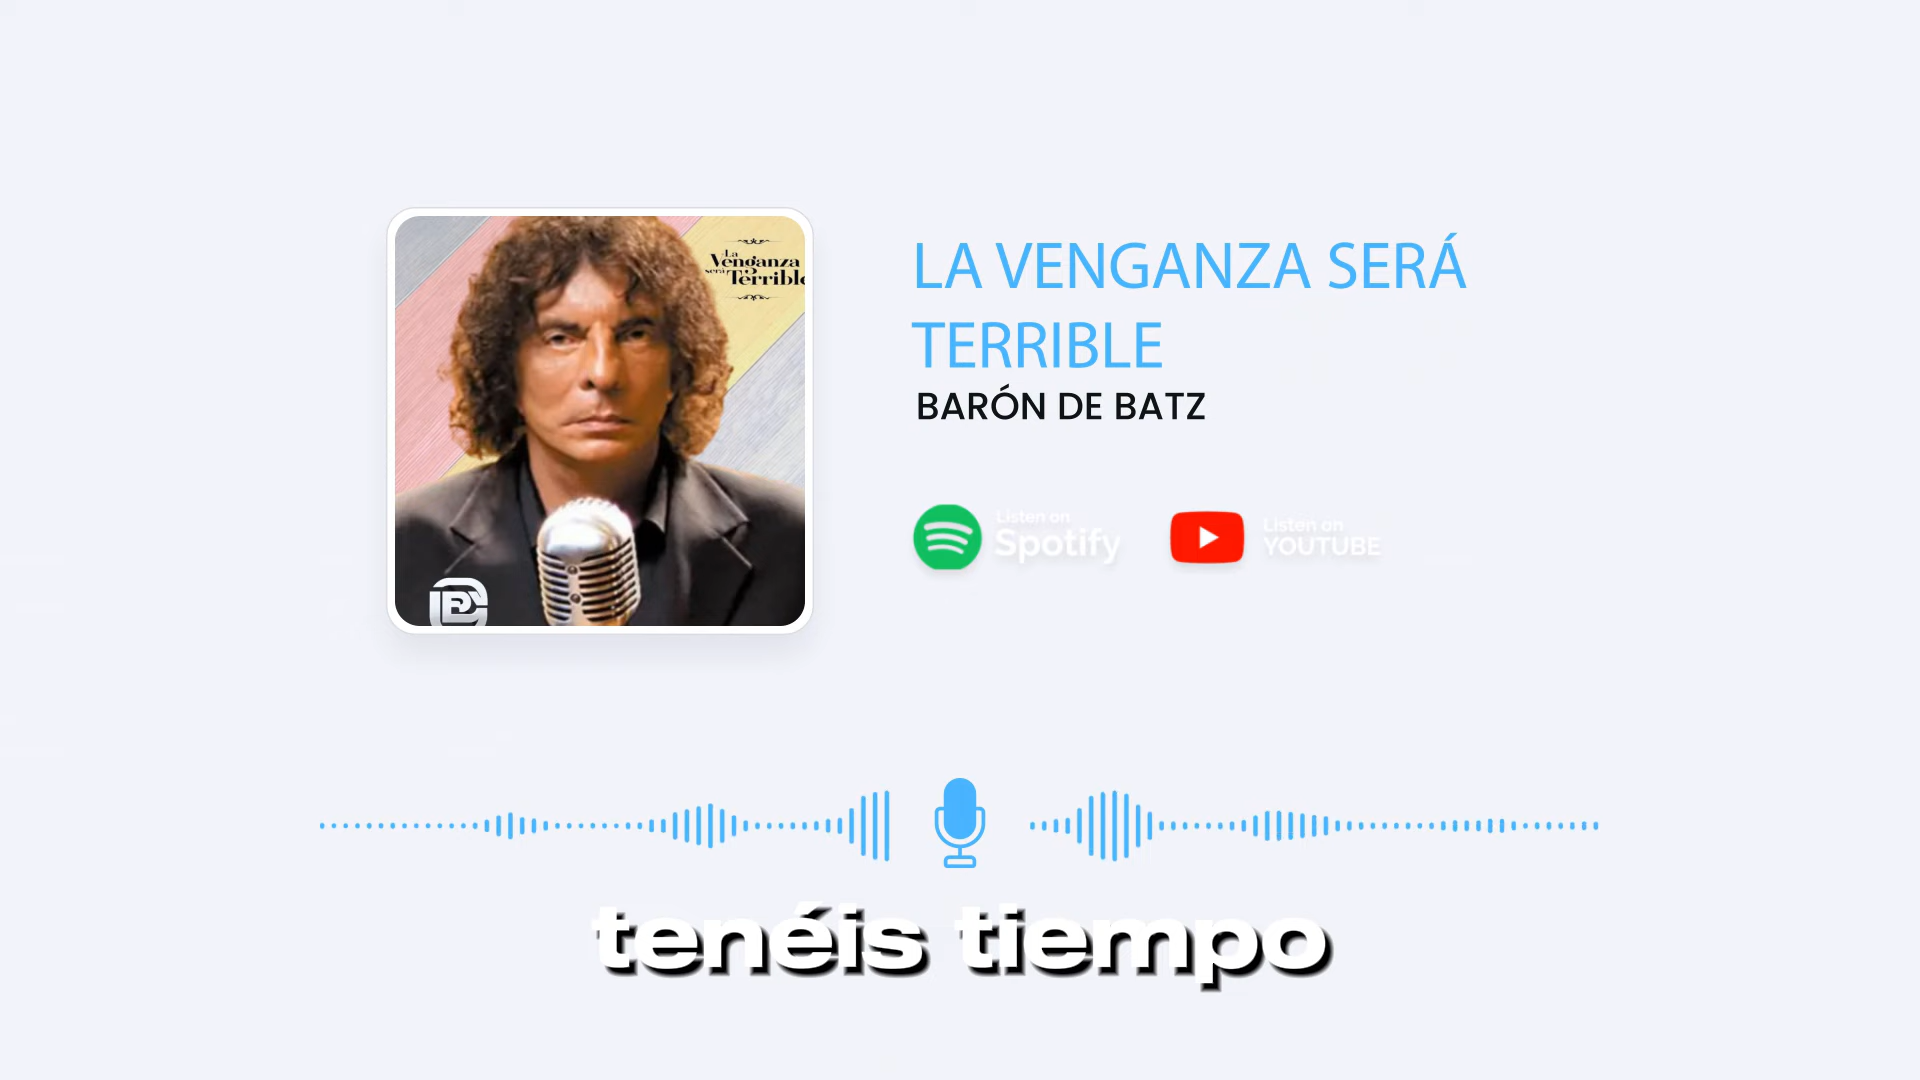 La
Venganza
será Terrible
LA VENGANZA SERÁ
TERRIBLE
BARÓN DE BATZ
Listen on
Spotify
Listen on
YOUTUBE
tenéis tiempo